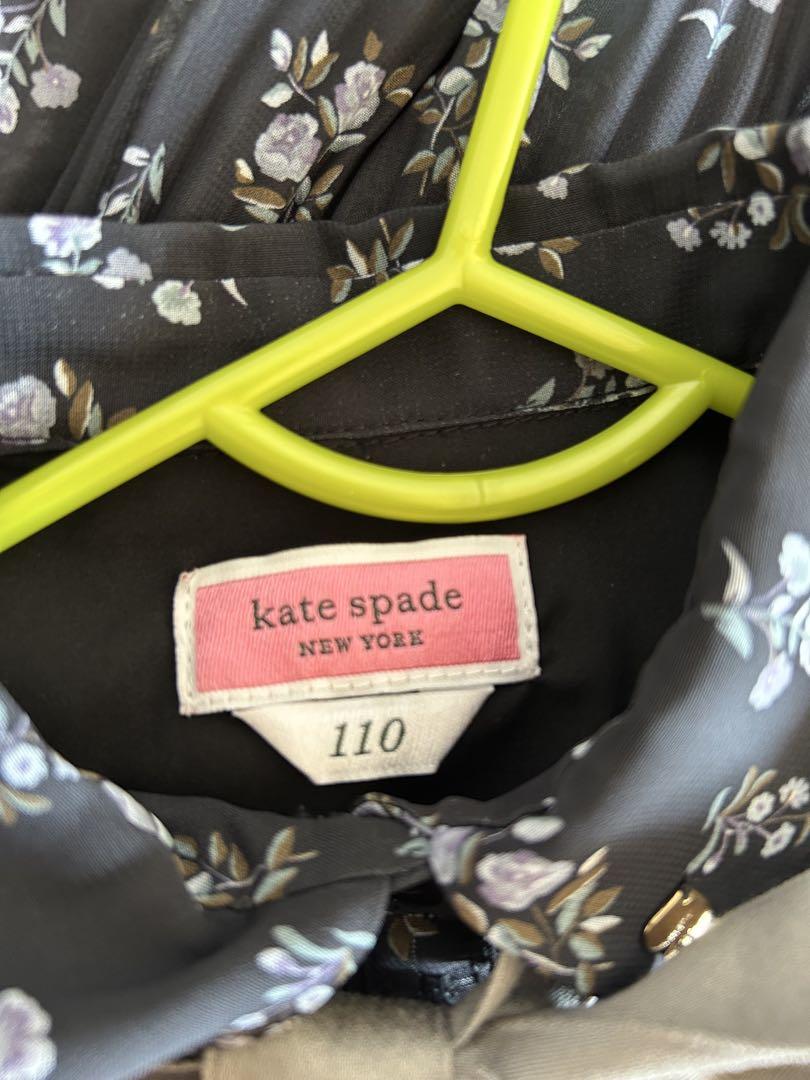 kate spade
NEW YORK
110